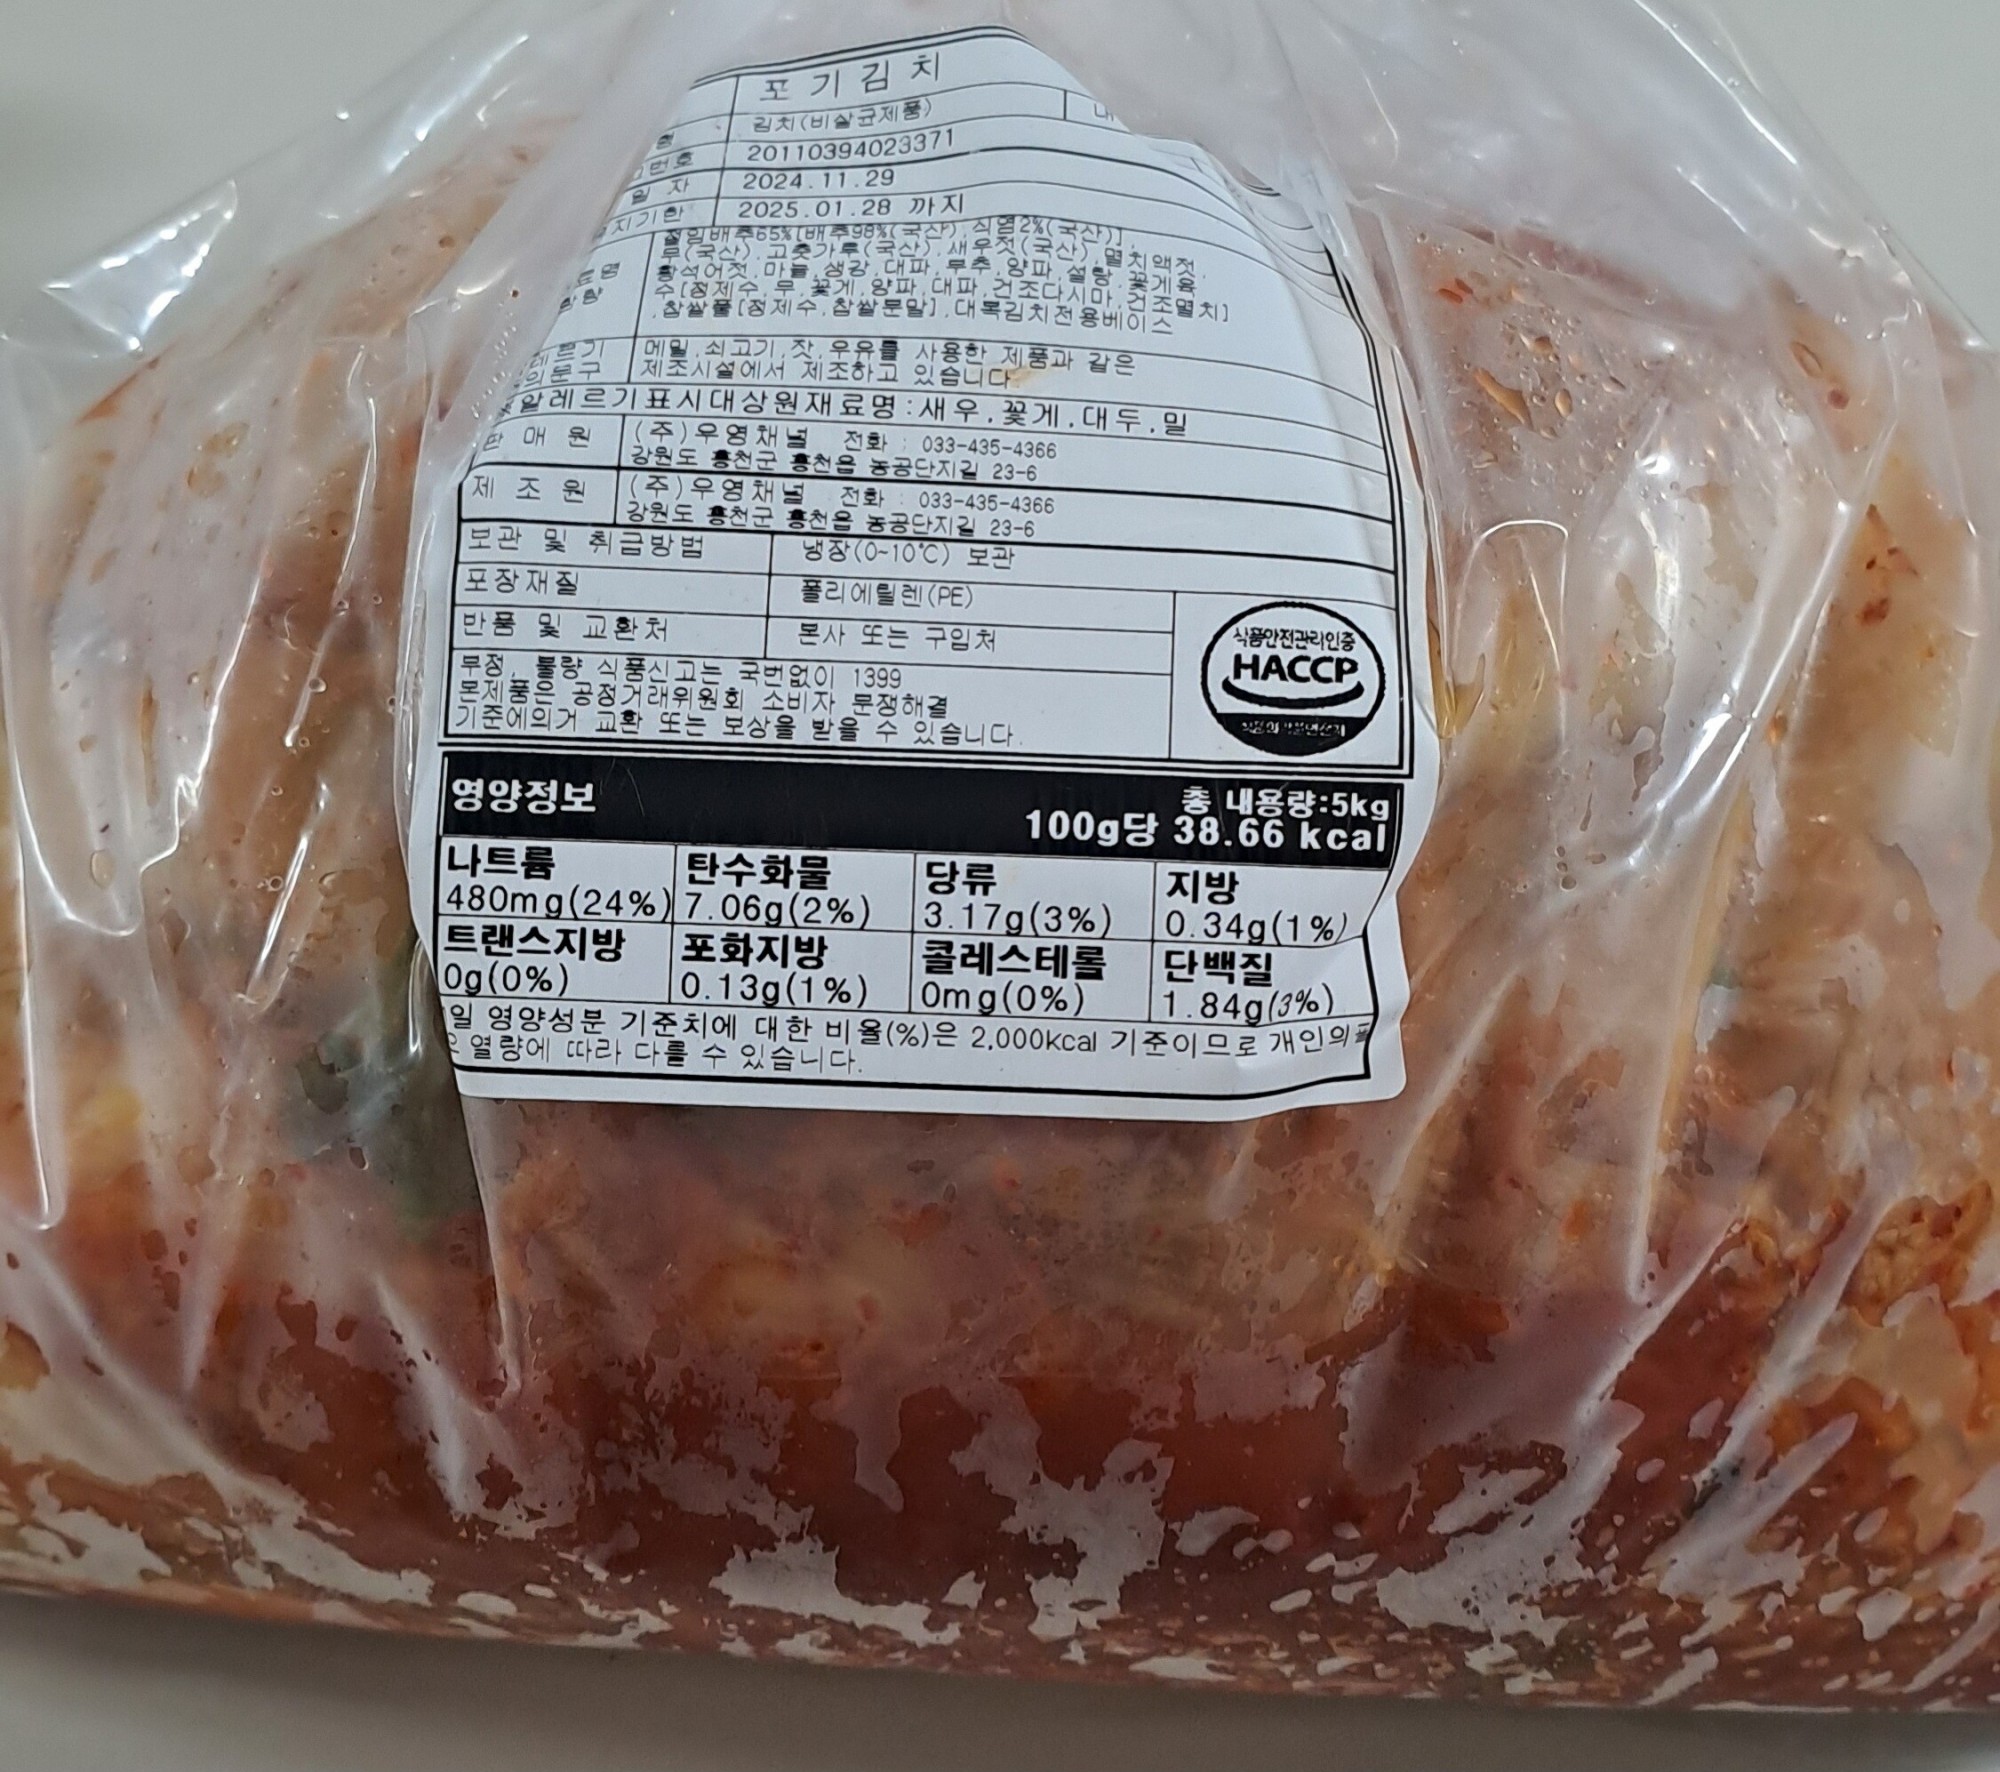 포기김치
김치(비살균제품)
번호 20110394023371
일자 2024.11.29
2025.01.28 까지
절임배추65%[배추98%(국산),식염2%(국산)],
무(국산),고춧가루(국산),새우젓(국산),멸치액젓,
황석어젓,마늘,생강,대파,부추,양파,설탕,꽃게육
수[정제수,무,꽃게,양파,대파,건조다시마,건조멸치]
,찹쌀풀[정제수,찹쌀분말],대복김치전용베이스
메밀,쇠고기,잣,우유를 사용한 제품과 같은
제조시설에서 제조하고 있습니다
알레르기표시대상원재료명:새우,꽃게,대두,밀
판매원 (주)우영채널 전화 : 033-435-4366
강원도 홍천군 홍천읍 농공단지길 23-6
제조원 (주)우영채널 전화 : 033-435-4366
강원도 홍천군 홍천읍 농공단지길 23-6
보관 및 취급방법 냉장(0~10℃) 보관
포장재질 폴리에틸렌(PE)
반품 및 교환처 본사 또는 구입처
부정, 불량 식품신고는 국번없이 1399
본제품은 공정거래위원회 소비자 분쟁해결
기준에의거 교환 또는 보상을 받을 수 있습니다.
식품안전관리인증
HACCP
영양정보 총 내용량:5kg
100g당 38.66 kcal
나트륨 탄수화물 당류 지방
480mg(24%) 7.06g(2%) 3.17g(3%) 0.34g(1%)
트랜스지방 포화지방 콜레스테롤 단백질
0g(0%) 0.13g(1%) 0mg(0%) 1.84g(3%)
일 영양성분 기준치에 대한 비율(%)은 2,000kcal 기준이므로 개인의
열량에 따라 다를 수 있습니다.